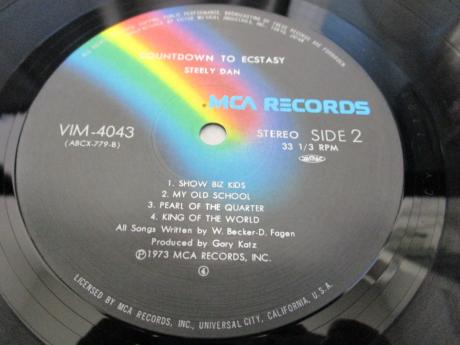 COUNTDOWN TO ECSTASY
STEELY DAN
MCA RECORDS
VIM-4043
(ABCX-779-B)
STEREO SIDE 2
33 1/3 RPM
1. SHOW BIZ KIDS
2. MY OLD SCHOOL
3. PEARL OF THE QUARTER
4. KING OF THE WORLD
All Songs Written by W. Becker-D. Fagen
Produced by Gary Katz
Ⓟ1973 MCA RECORDS, INC.
④
LICENSED BY MCA RECORDS, INC., UNIVERSAL CITY, CALIFORNIA, U.S.A.